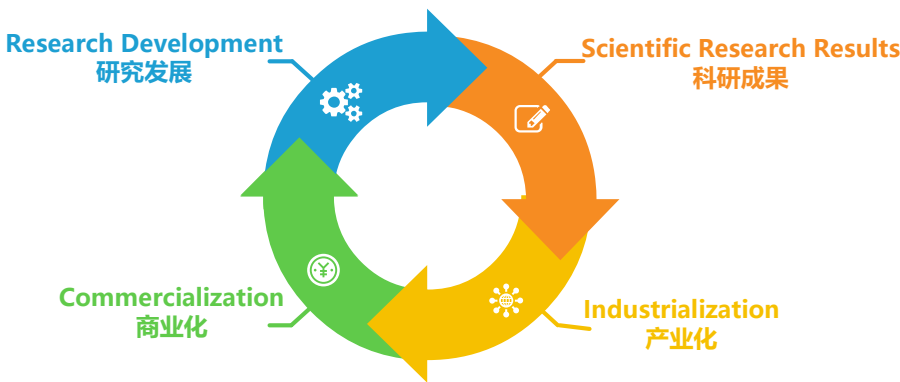 Research Development
研究发展
Scientific Research Results
科研成果
Commercialization
商业化
Industrialization
产业化